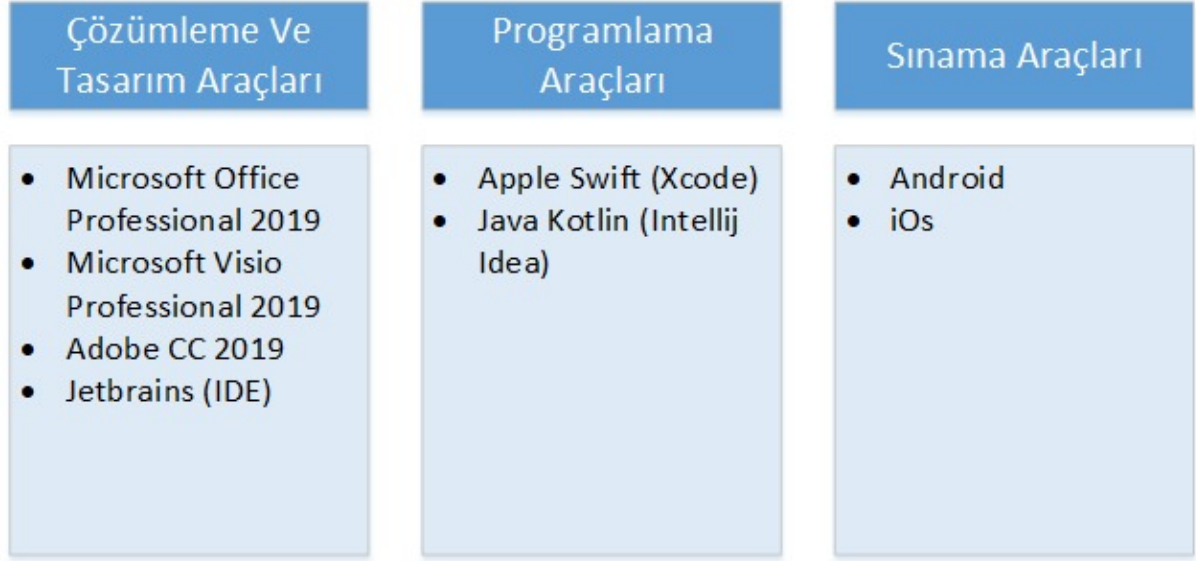 Çözümleme Ve
Tasarım Araçları
• Microsoft Office
Professional 2019
• Microsoft Visio
Professional 2019
• Adobe CC 2019
• Jetbrains (IDE)
Programlama
Araçları
• Apple Swift (Xcode)
• Java Kotlin (Intellij
Idea)
Sınama Araçları
• Android
• iOs